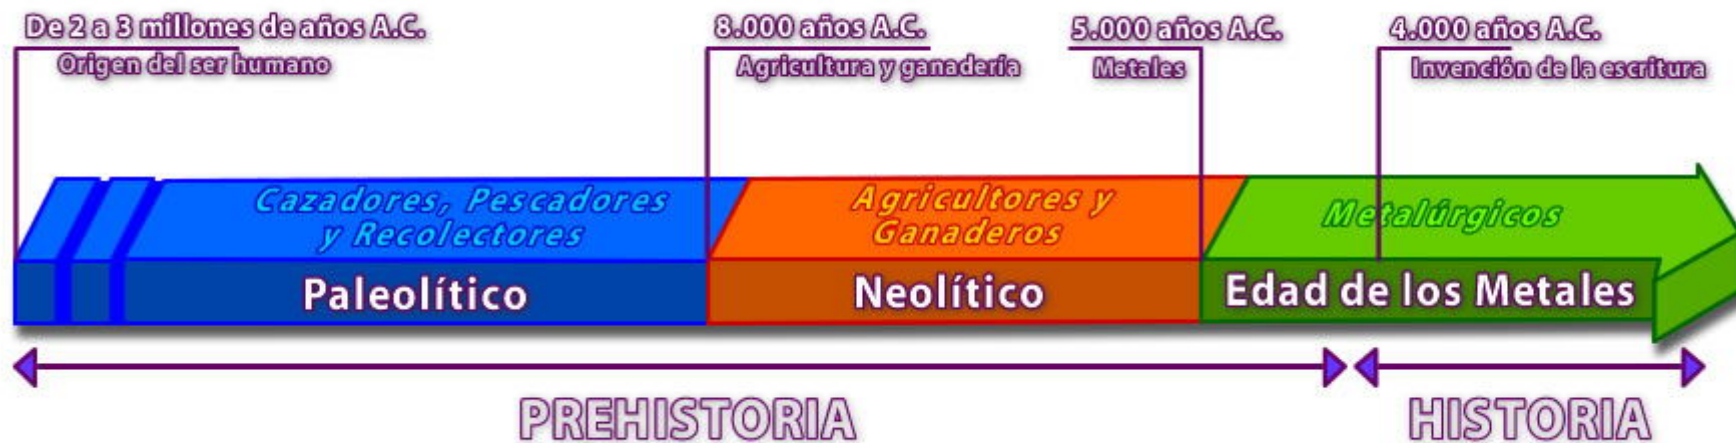 De 2 a 3 millones de años A.C.
Origen del ser humano
8.000 años A.C.
Agricultura y ganadería
5.000 años A.C.
Metales
4.000 años A.C.
Invención de la escritura
Cazadores, Pescadores
y Recolectores
Agricultores y
Ganaderos
Metalúrgicos
Paleolítico
Neolítico
Edad de los Metales
PREHISTORIA
HISTORIA